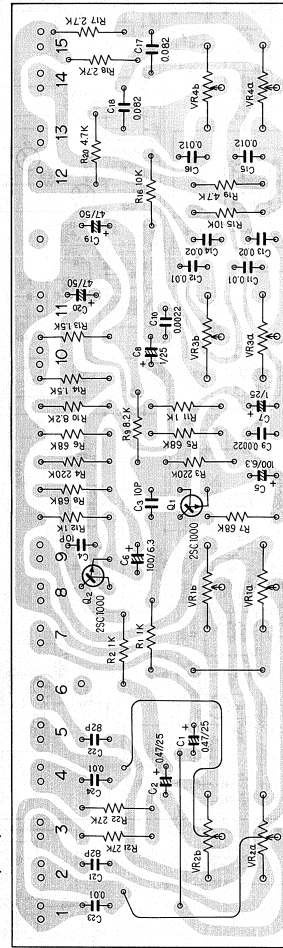 R17 2.7K
R18 2.7K
C17
0.082
C18
0.082
VR4b
VR4a
R20 4.7K
C16
0.012
C15
0.012
R16 10K
R19 4.7K
R15 10K
C19
47/50
C14 0.02
C13 0.02
C12 0.01
C11 0.01
C20
47/50
R13 1.5K
R14 1.5K
C10
0.0022
C8
1/25
VR3b
VR3a
R10 8.2K
R9 8.2K
R11 1K
C7
1/25
R6 68K
R5 68K
C9 0.0022
R4 220K
R3 220K
C5
100/6.3
R8 68K
C3 10P
Q1
2SC1000
R7 68K
R12 1K
C4
10P
C6
100/6.3
Q2
2SC1000
R2 1K
R1 1K
VR1b
VR1a
C22
82P
C24
0.01
C1
0.47/25
C2
0.47/25
R22 27K
R21 27K
C21
82P
C23
0.01
VR2b
VR2a
1
2
3
4
5
6
7
8
9
10
11
12
13
14
15